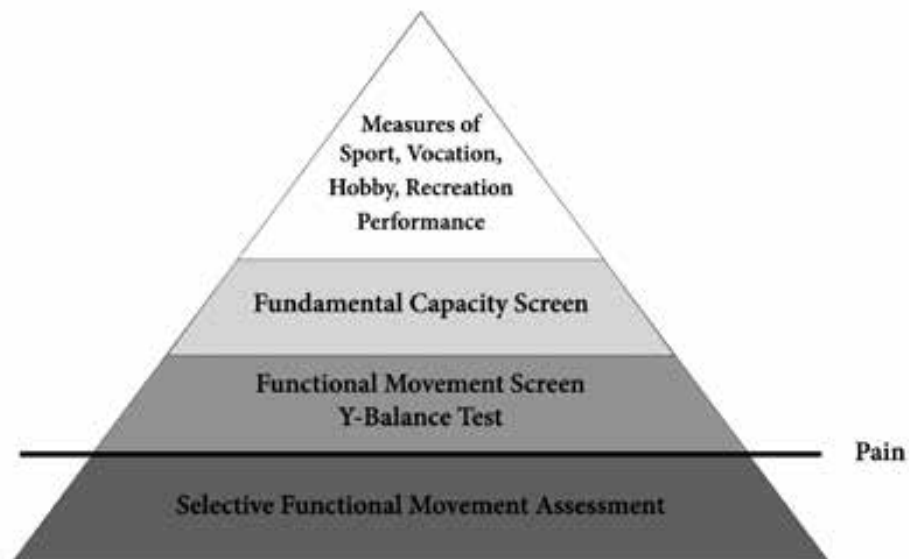 Measures of
Sport, Vocation,
Hobby, Recreation
Performance
Fundamental Capacity Screen
Functional Movement Screen
Y-Balance Test
Pain
Selective Functional Movement Assessment